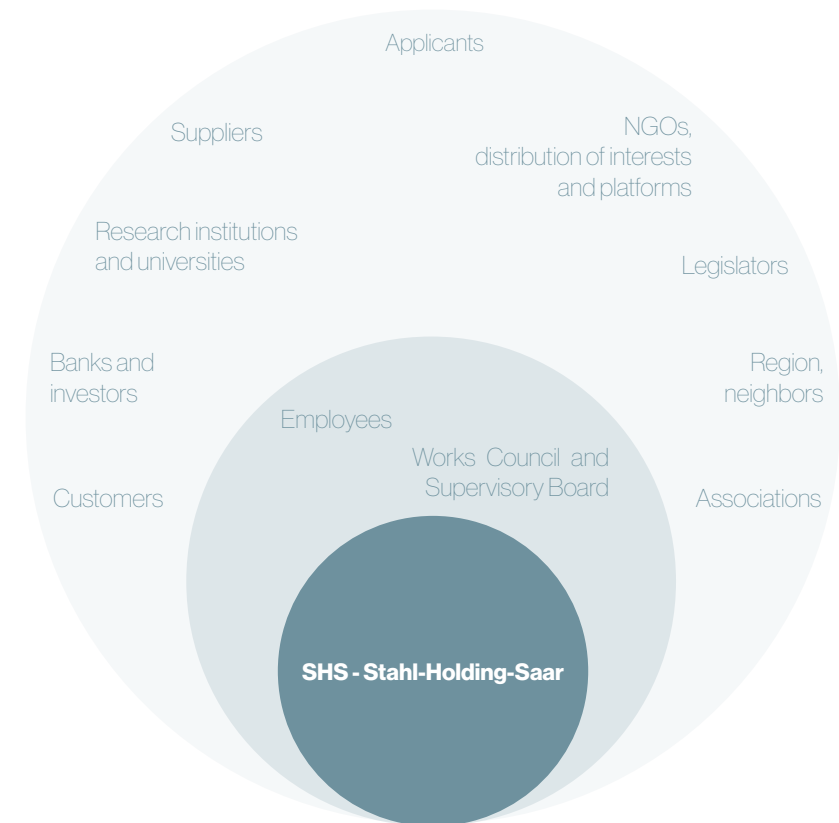 Applicants
Suppliers
NGOs,
distribution of interests
and platforms
Research institutions
and universities
Legislators
Banks and
investors
Region,
neighbors
Employees
Works Council and
Supervisory Board
Customers
Associations
SHS - Stahl-Holding-Saar